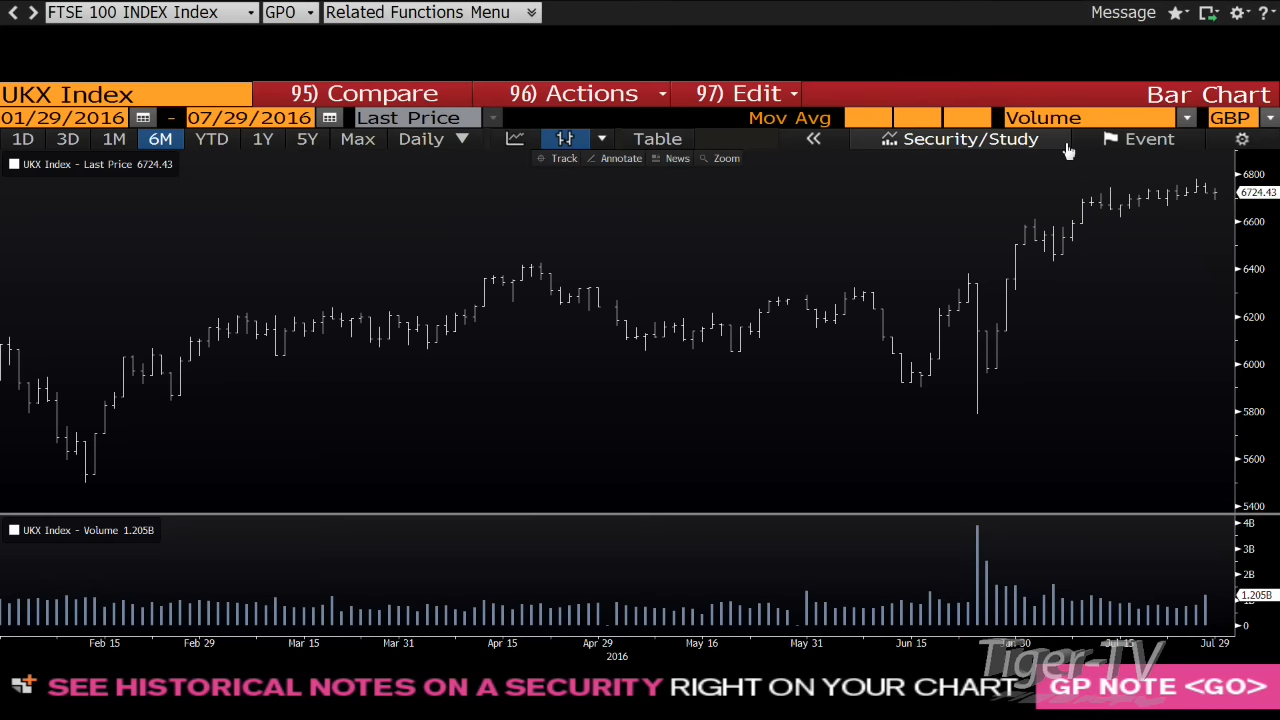 FTSE 100 INDEX Index GPO Related Functions Menu Message ?
UKX Index 95) Compare 96) Actions 97) Edit Bar Chart
01/29/2016 - 07/29/2016 Last Price Mov Avg Volume GBP
1D 3D 1M 6M YTD 1Y 5Y Max Daily Table Security/Study Event
Track Annotate News Zoom
UKX Index - Last Price 6724.43
6800
6724.43
6600
6400
6200
6000
5800
5600
5400
UKX Index - Volume 1.205B
4B
3B
2B
1.205B
0
Feb 15 Feb 29 Mar 15 Mar 31 Apr 15 Apr 29 May 16 May 31 Jun 15 Jun 30 Jul 15 Jul 29
2016
Tiger-TV
SEE HISTORICAL NOTES ON A SECURITY RIGHT ON YOUR CHART GP NOTE <GO>